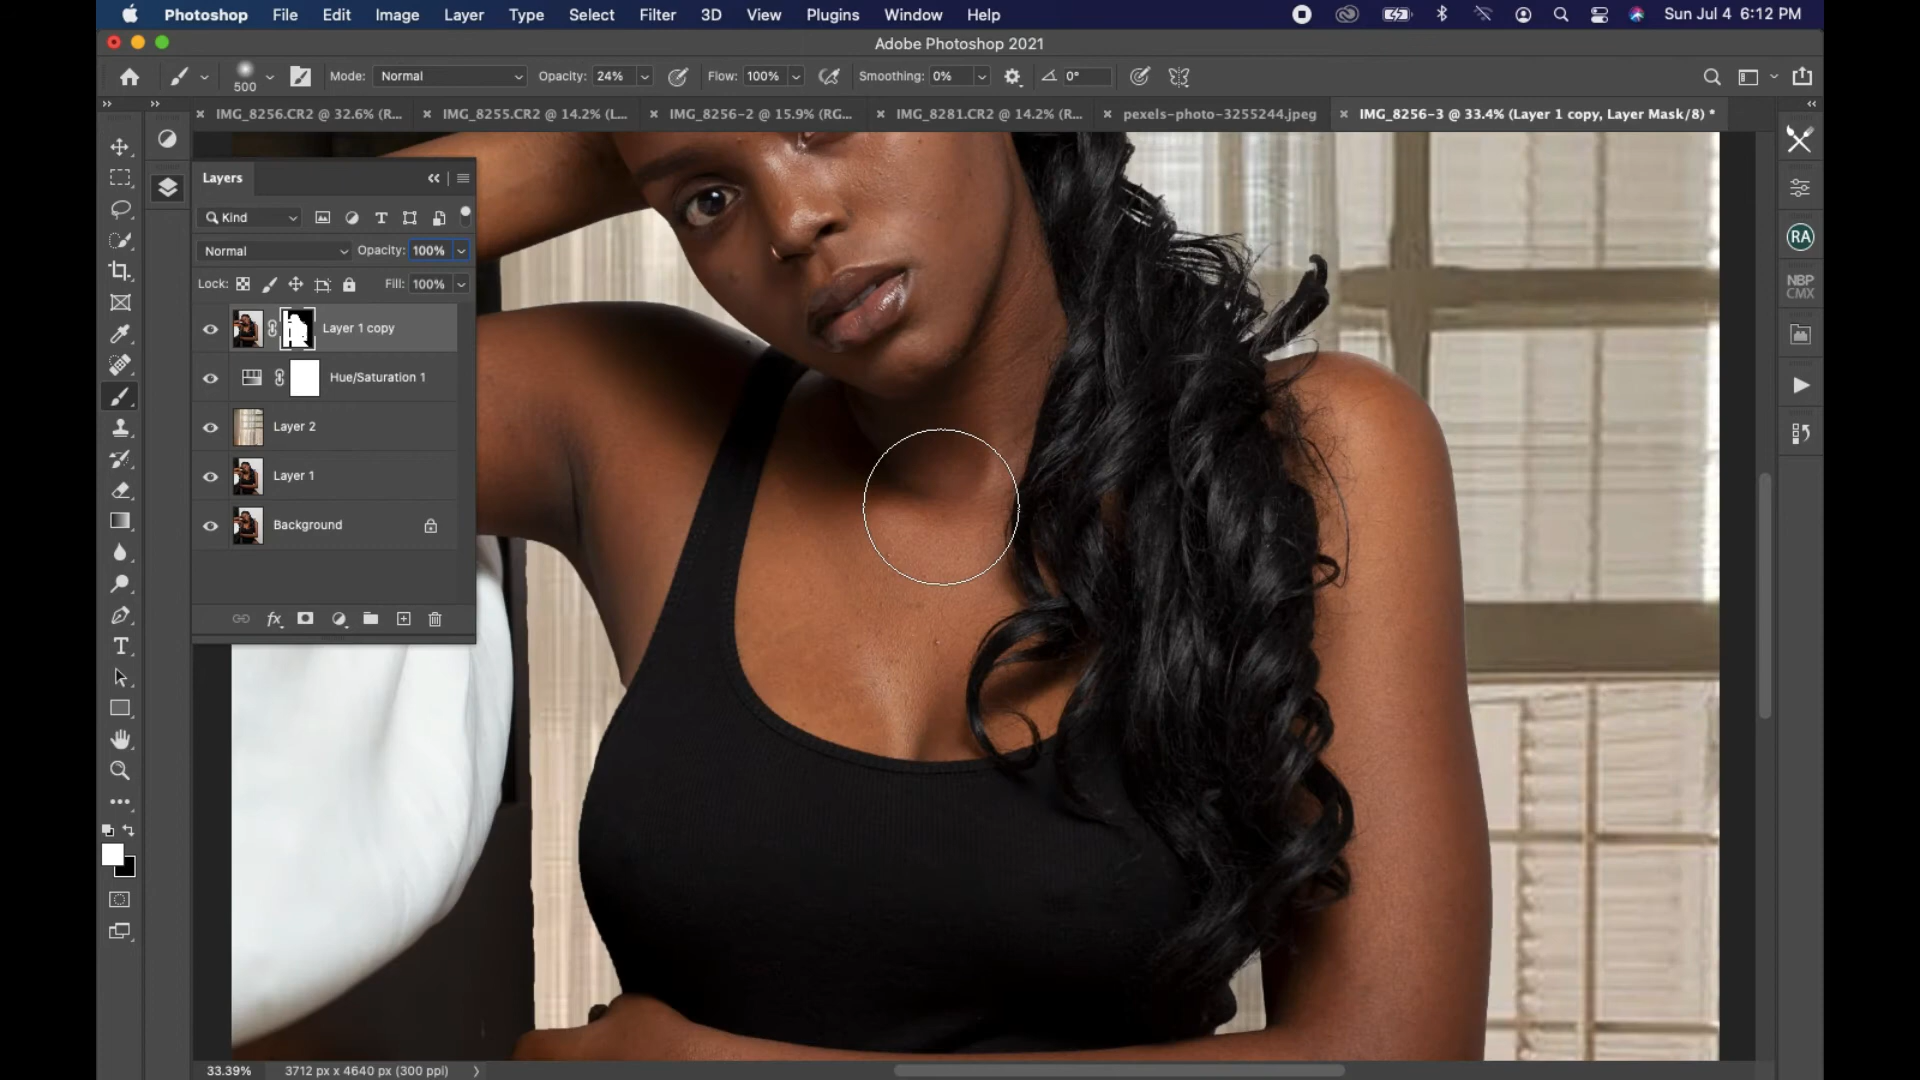 Photoshop File Edit Image Layer Type Select Filter 3D View Plugins Window Help Sun Jul 4 6:12 PM
Adobe Photoshop 2021
500 Mode: Normal Opacity: 24% Flow: 100% Smoothing: 0% 0°
IMG_8256.CR2 @ 32.6% (R... IMG_8255.CR2 @ 14.2% (L... IMG_8256-2 @ 15.9% (RG... IMG_8281.CR2 @ 14.2% (R... pexels-photo-3255244.jpeg IMG_8256-3 @ 33.4% (Layer 1 copy, Layer Mask/8) *
Layers
Kind
Normal Opacity: 100%
Lock: Fill: 100%
Layer 1 copy
Hue/Saturation 1
Layer 2
Layer 1
Background
fx
RA
NBP
CMX
33.39% 3712 px x 4640 px (300 ppi)